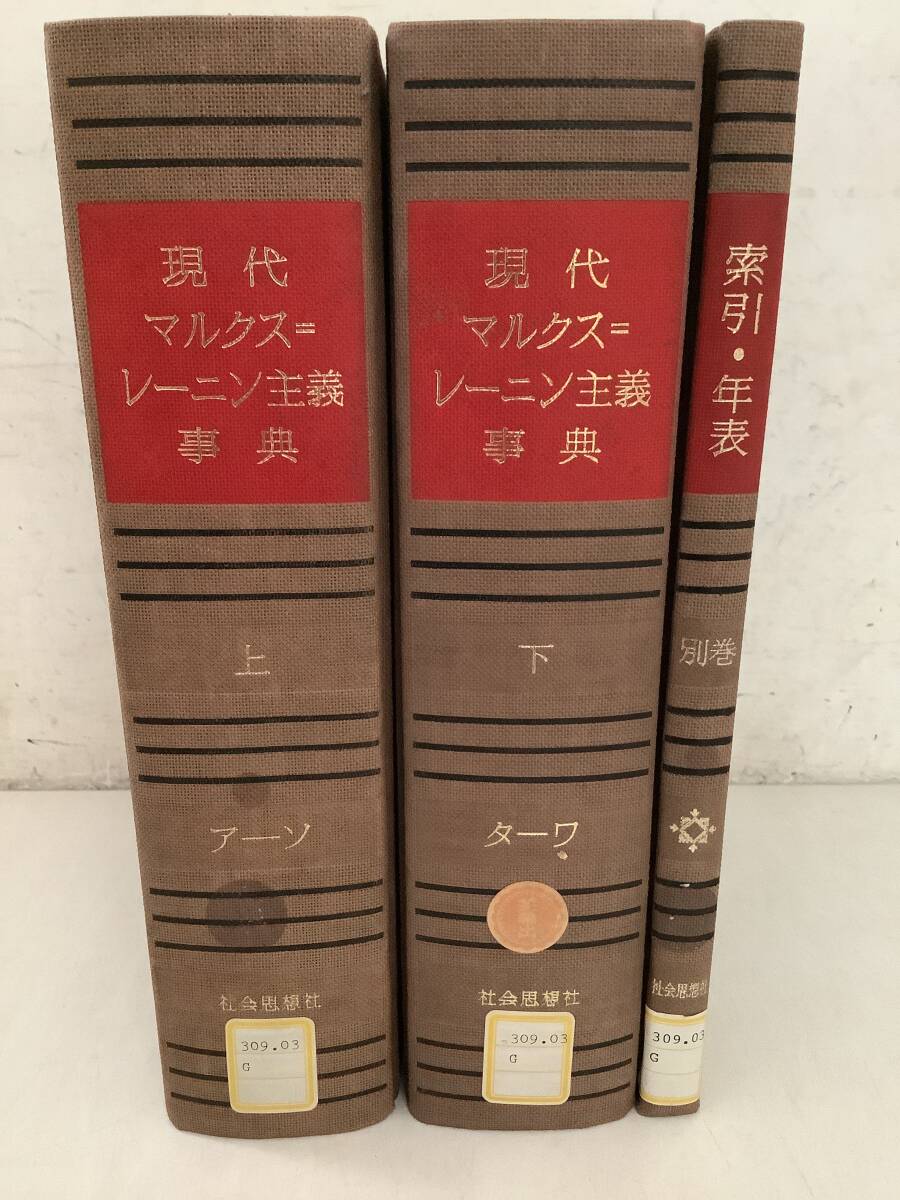 現代
マルクス=
レーニン主義
事典
上
アーソ
社会思想社
309.03
G
現代
マルクス=
レーニン主義
事典
下
ターワ
社会思想社
309.03
G
索引・年表
別巻
社会思想社
309.03
G